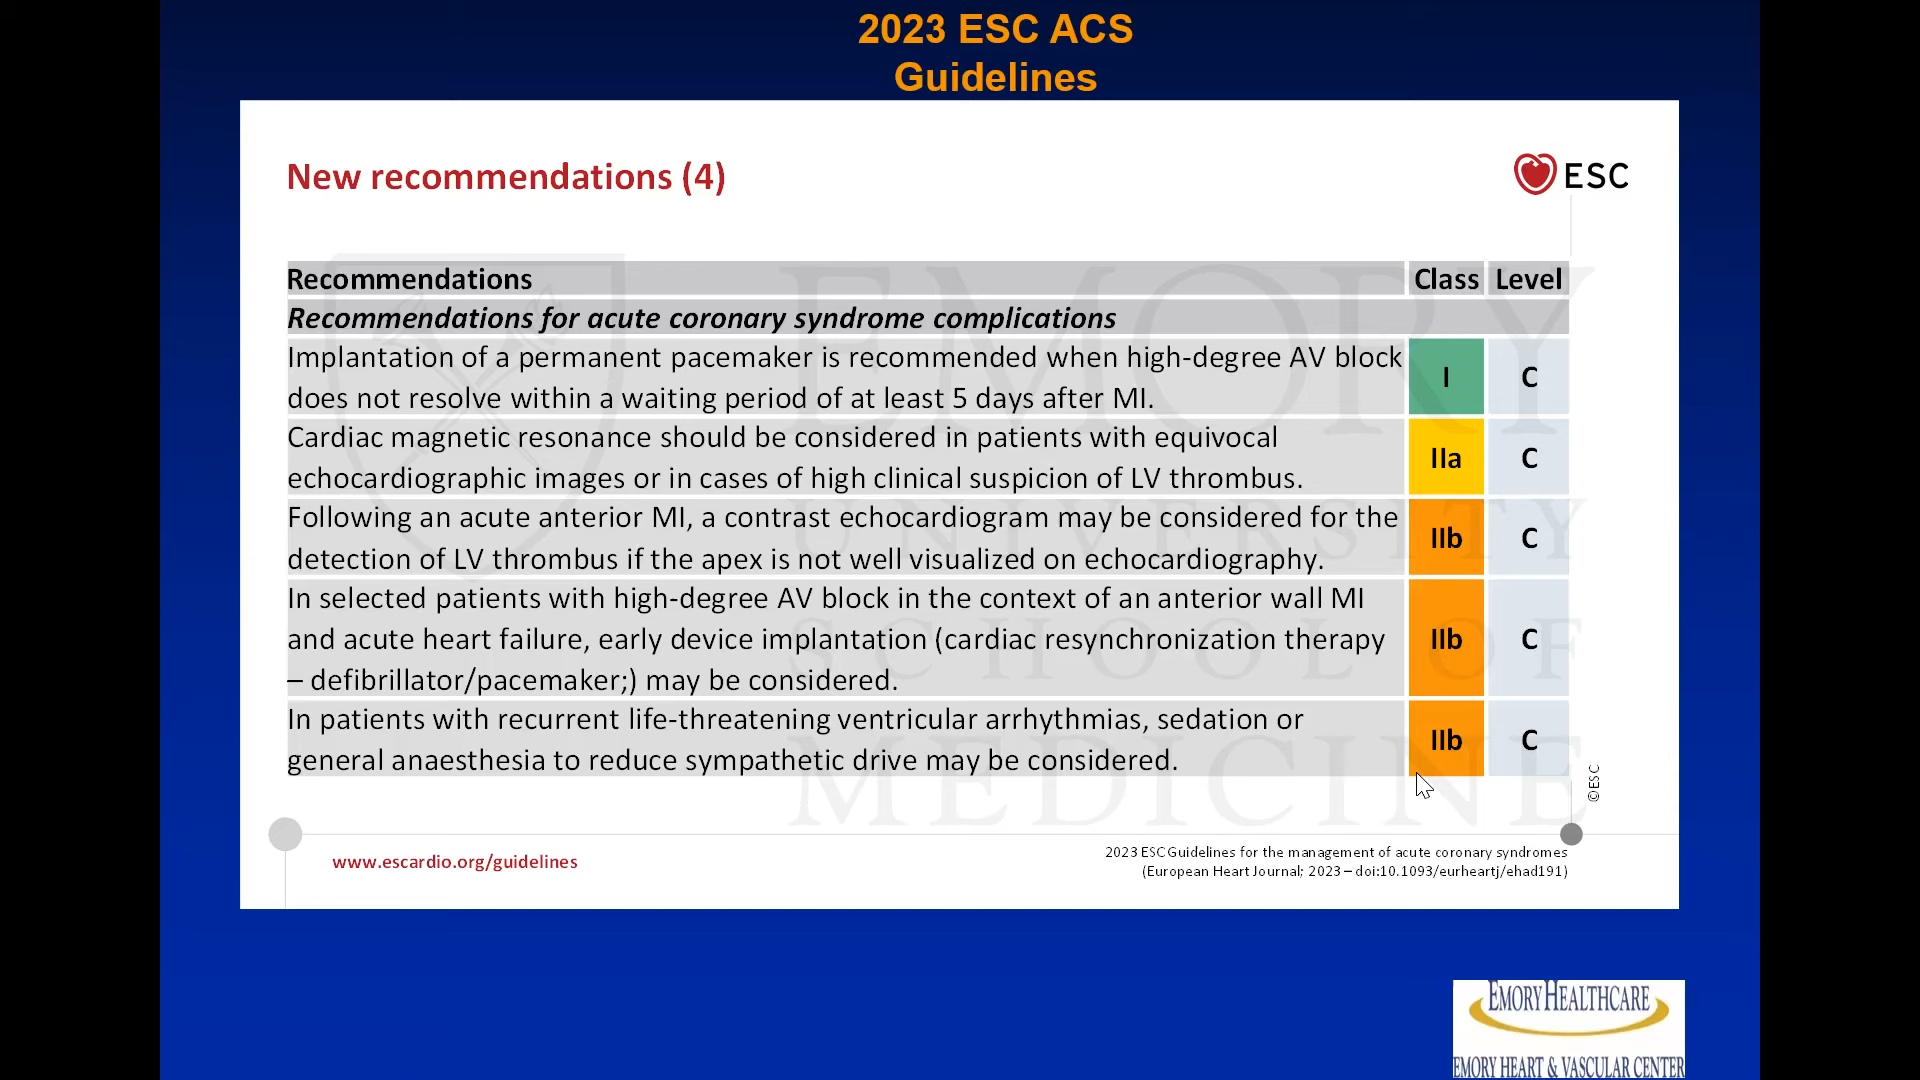 2023 ESC ACS
Guidelines
New recommendations (4)
ESC
Recommendations Class Level
Recommendations for acute coronary syndrome complications
Implantation of a permanent pacemaker is recommended when high-degree AV block
does not resolve within a waiting period of at least 5 days after MI.
I C
Cardiac magnetic resonance should be considered in patients with equivocal
echocardiographic images or in cases of high clinical suspicion of LV thrombus.
IIa C
Following an acute anterior MI, a contrast echocardiogram may be considered for the
detection of LV thrombus if the apex is not well visualized on echocardiography.
IIb C
In selected patients with high-degree AV block in the context of an anterior wall MI
and acute heart failure, early device implantation (cardiac resynchronization therapy
– defibrillator/pacemaker;) may be considered.
IIb C
In patients with recurrent life-threatening ventricular arrhythmias, sedation or
general anaesthesia to reduce sympathetic drive may be considered.
IIb C
©ESC
www.escardio.org/guidelines
2023 ESC Guidelines for the management of acute coronary syndromes
(European Heart Journal; 2023 – doi:10.1093/eurheartj/ehad191)
EMORY
UNIVERSITY
SCHOOL OF
MEDICINE
EMORY HEALTHCARE
EMORY HEART & VASCULAR CENTER